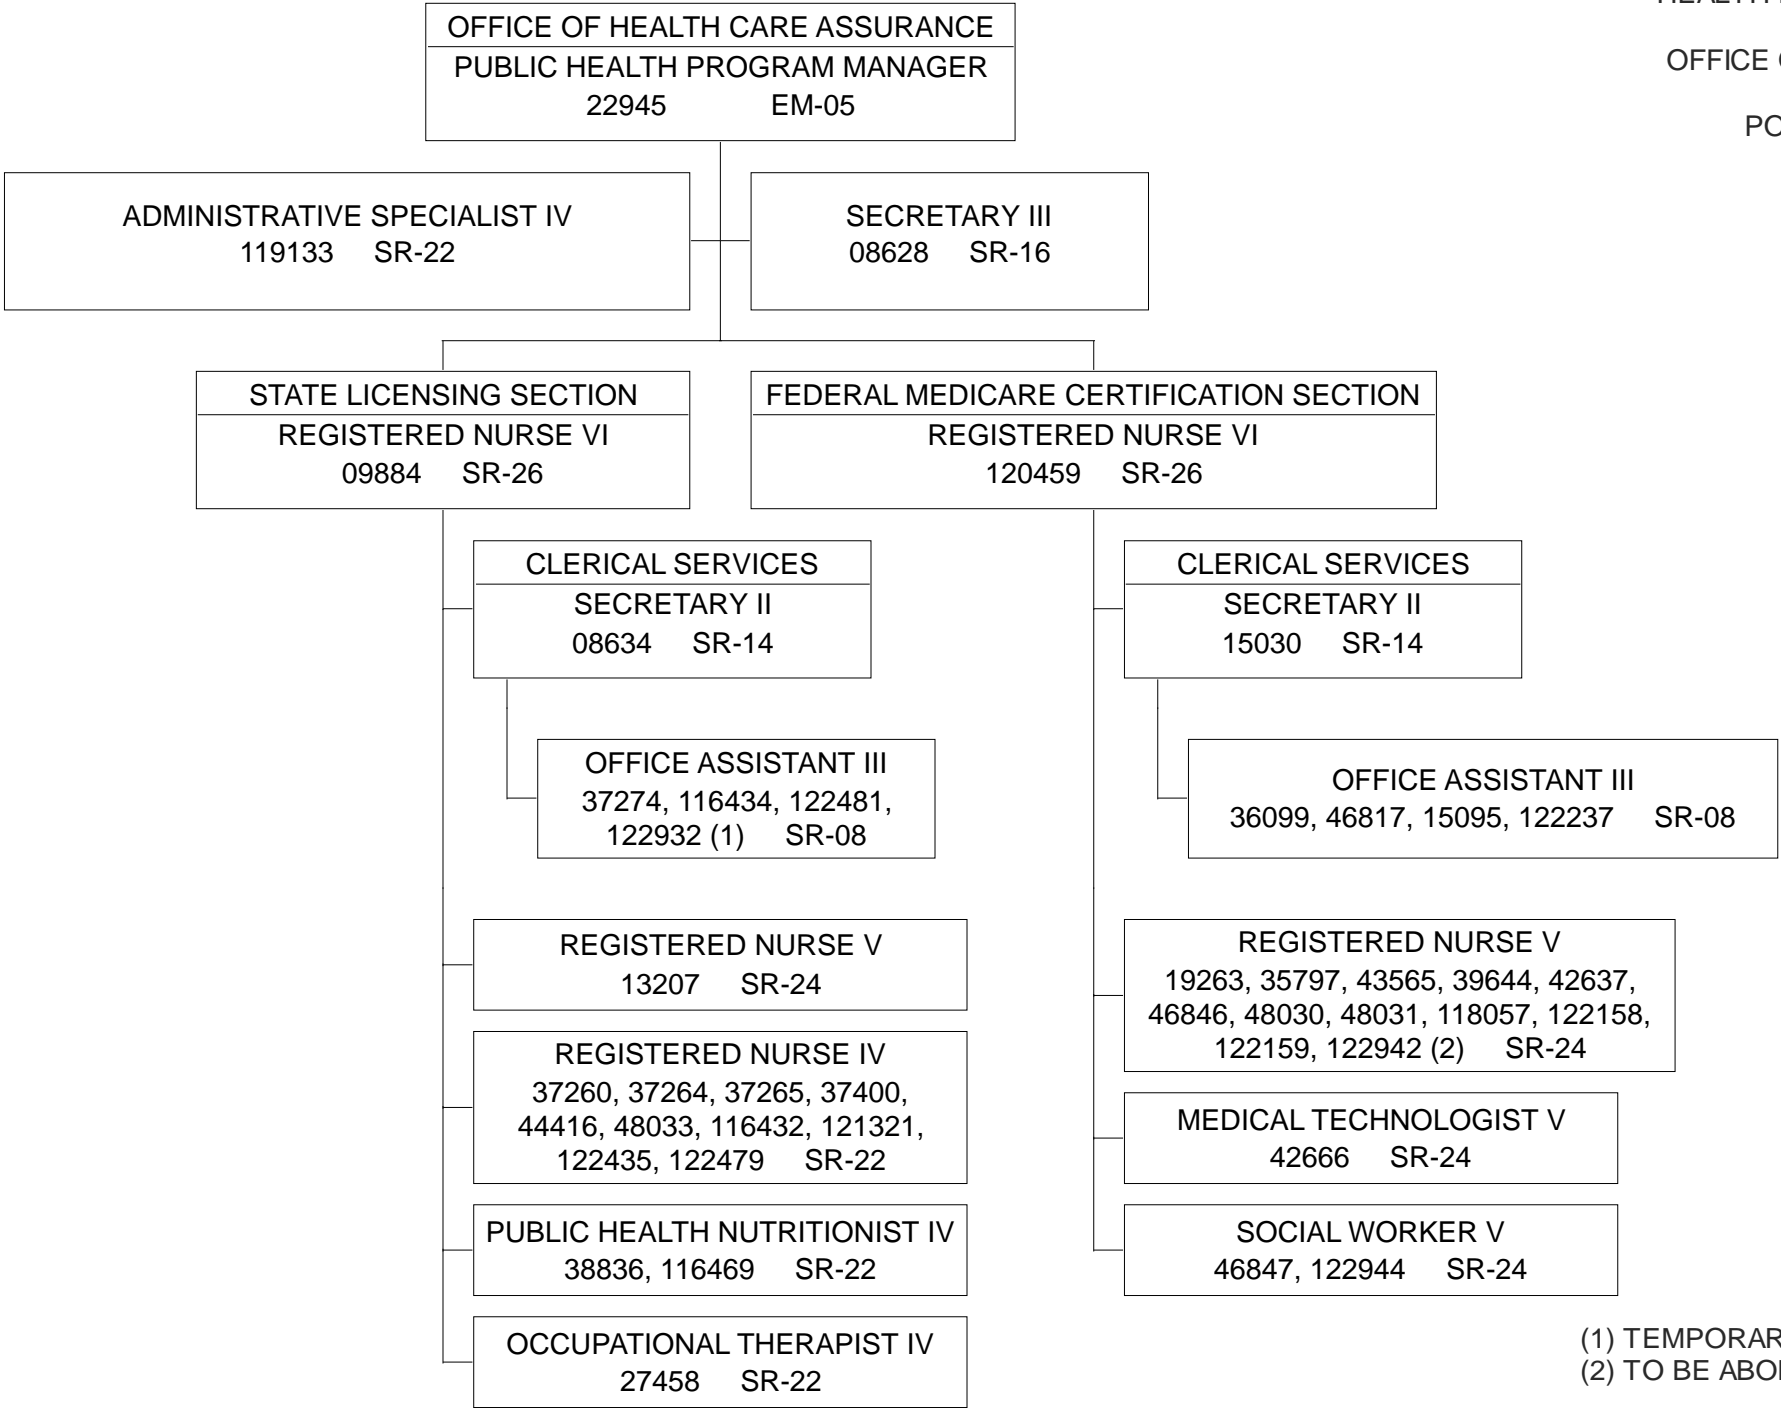 OFFICE OF HEALTH CARE ASSURANCE
PUBLIC HEALTH PROGRAM MANAGER
22945 EM-05
OFFICE
ADMINISTRATIVE SPECIALIST IV
119133 SR-22
SECRETARY III
08628 SR-16
STATE LICENSING SECTION
REGISTERED NURSE VI
09884 SR-26
FEDERAL MEDICARE CERTIFICATION SECTION
REGISTERED NURSE VI
120459 SR-26
CLERICAL SERVICES
SECRETARY II
08634 SR-14
OFFICE ASSISTANT III
37274, 116434, 122481,
122932 (1) SR-08
REGISTERED NURSE V
13207 SR-24
REGISTERED NURSE IV
37260, 37264, 37265, 37400,
44416, 48033, 116432, 121321,
122435, 122479 SR-22
PUBLIC HEALTH NUTRITIONIST IV
38836, 116469 SR-22
OCCUPATIONAL THERAPIST IV
27458 SR-22
CLERICAL SERVICES
SECRETARY II
15030 SR-14
OFFICE ASSISTANT III
36099, 46817, 15095, 122237 SR-08
REGISTERED NURSE V
19263, 35797, 43565, 39644, 42637,
46846, 48030, 48031, 118057, 122158,
122159, 122942 (2) SR-24
MEDICAL TECHNOLOGIST V
42666 SR-24
SOCIAL WORKER V
46847, 122944 SR-24
(1) TEMPORAR
(2) TO BE ABO